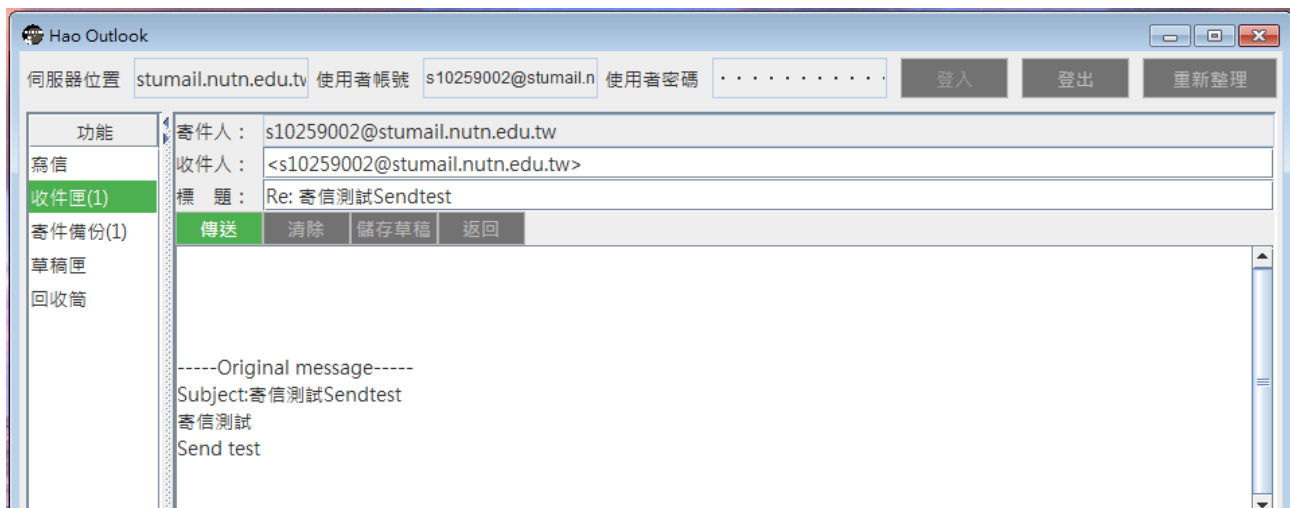 Hao Outlook
伺服器位置 stumail.nutn.edu.tw 使用者帳號 s10259002@stumail.n 使用者密碼 ··········· 登入 登出 重新整理
功能
寫信
收件匣(1)
寄件備份(1)
草稿匣
回收筒
寄件人： s10259002@stumail.nutn.edu.tw
收件人： <s10259002@stumail.nutn.edu.tw>
標 題： Re: 寄信測試Sendtest
傳送 清除 儲存草稿 返回
-----Original message-----
Subject:寄信測試Sendtest
寄信測試
Send test